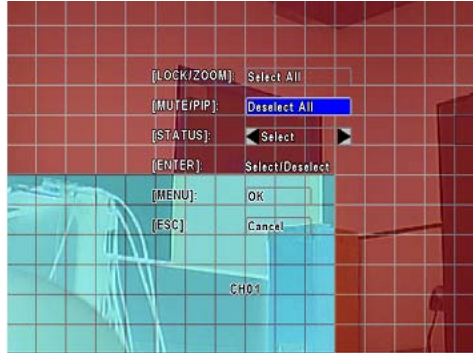 [LOCK/ZOOM]: Select All
[MUTE/PIP]: Deselect All
[STATUS]: Select
[ENTER]: Select/Deselect
[MENU]: OK
[ESC] Cancel
CH01